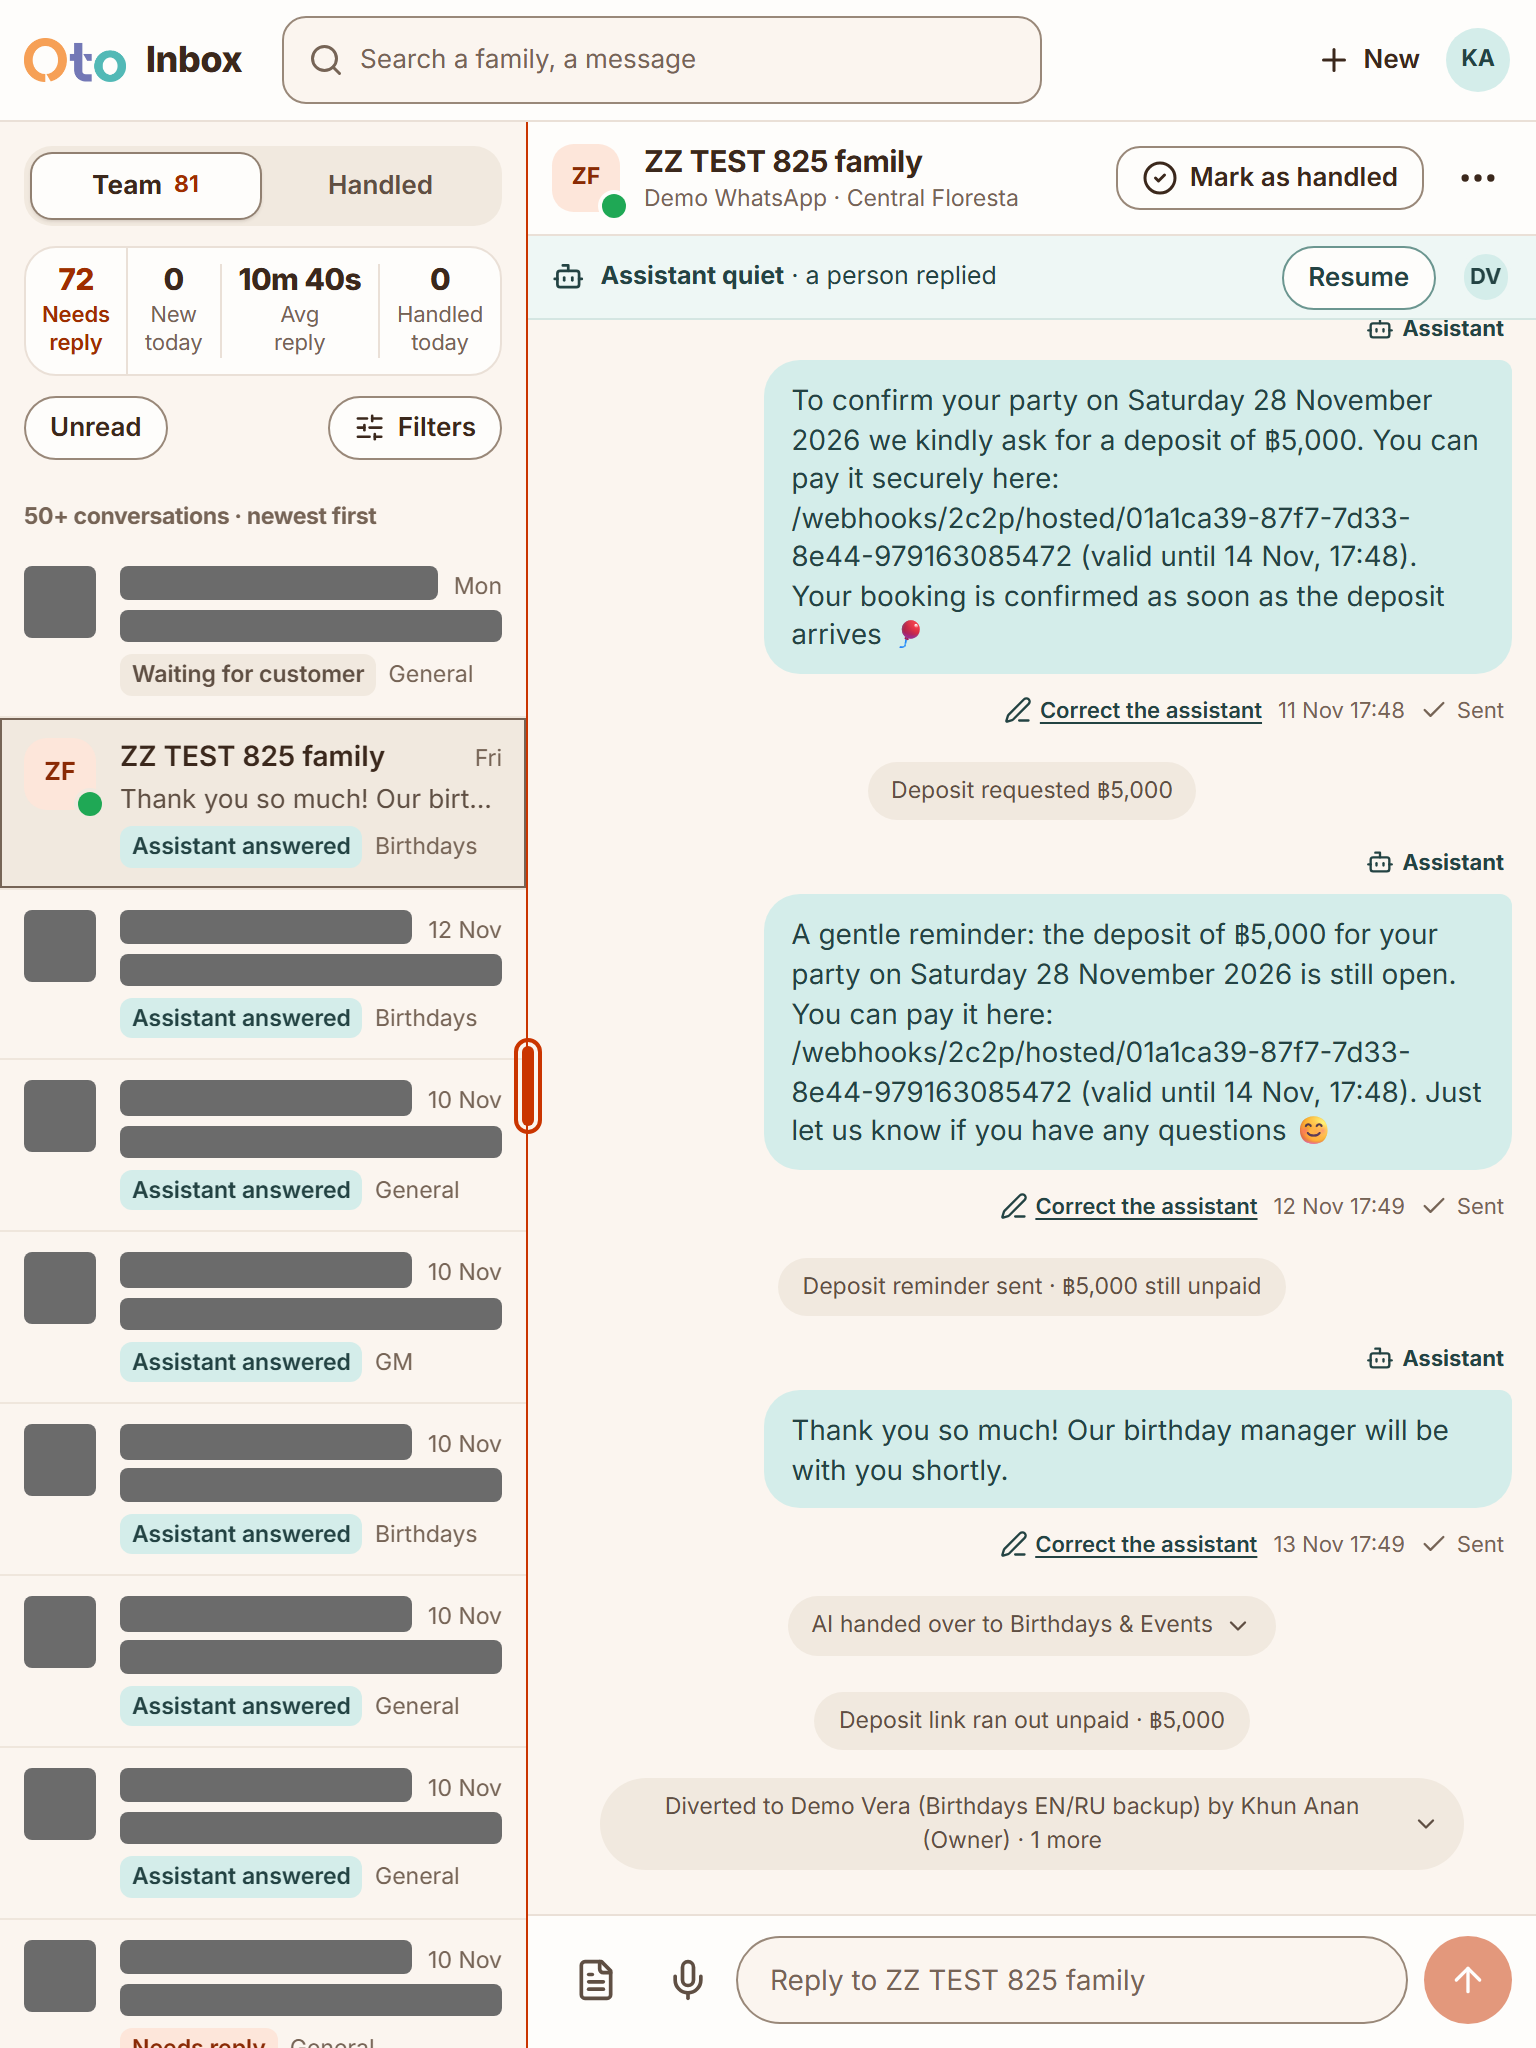 Oto Inbox
Search a family, a message
New
KA
Team 81
Handled
72
Needs
reply
0
New
today
10m 40s
Avg
reply
0
Handled
today
Unread
Filters
50+ conversations · newest first
Mon
Waiting for customer General
ZF
ZZ TEST 825 family
Fri
Thank you so much! Our birt...
Assistant answered Birthdays
12 Nov
Assistant answered Birthdays
10 Nov
Assistant answered General
10 Nov
Assistant answered GM
10 Nov
Assistant answered Birthdays
10 Nov
Assistant answered General
10 Nov
Assistant answered General
10 Nov
Needs reply General
ZF
ZZ TEST 825 family
Demo WhatsApp · Central Floresta
Mark as handled
Assistant quiet · a person replied
Resume
DV
Assistant
To confirm your party on Saturday 28 November
2026 we kindly ask for a deposit of ฿5,000. You can
pay it securely here:
/webhooks/2c2p/hosted/01a1ca39-87f7-7d33-
8e44-979163085472 (valid until 14 Nov, 17:48).
Your booking is confirmed as soon as the deposit
arrives 🎈
Correct the assistant 11 Nov 17:48 Sent
Deposit requested ฿5,000
Assistant
A gentle reminder: the deposit of ฿5,000 for your
party on Saturday 28 November 2026 is still open.
You can pay it here:
/webhooks/2c2p/hosted/01a1ca39-87f7-7d33-
8e44-979163085472 (valid until 14 Nov, 17:48). Just
let us know if you have any questions 😊
Correct the assistant 12 Nov 17:49 Sent
Deposit reminder sent · ฿5,000 still unpaid
Assistant
Thank you so much! Our birthday manager will be
with you shortly.
Correct the assistant 13 Nov 17:49 Sent
AI handed over to Birthdays & Events
Deposit link ran out unpaid · ฿5,000
Diverted to Demo Vera (Birthdays EN/RU backup) by Khun Anan
(Owner) · 1 more
Reply to ZZ TEST 825 family